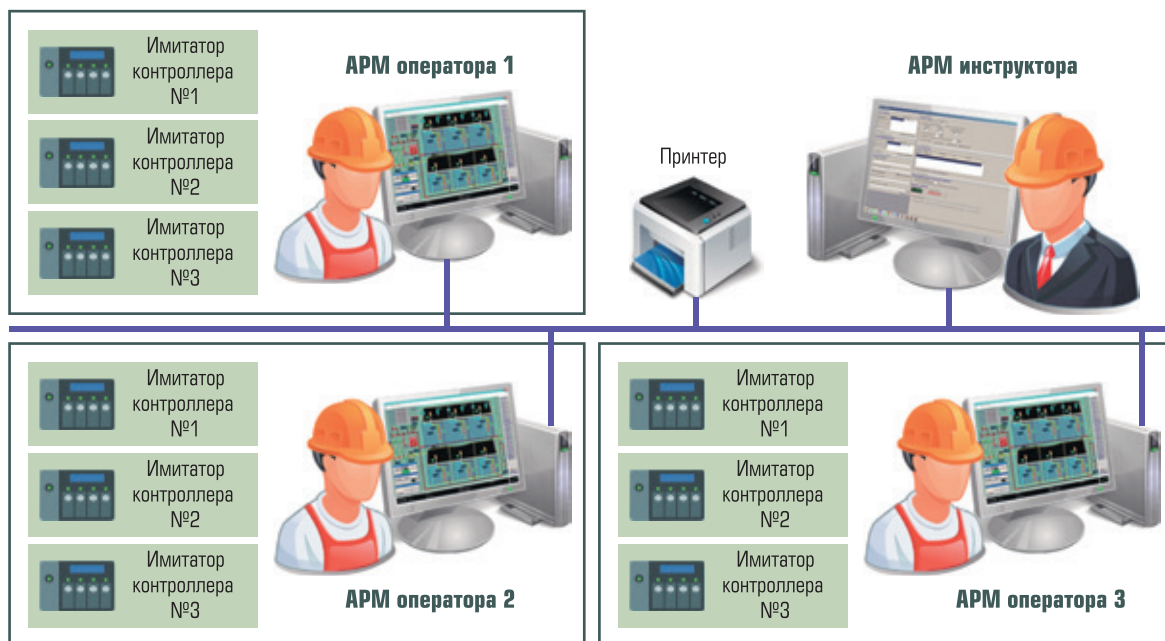 Имитатор
контроллера
№1
Имитатор
контроллера
№2
Имитатор
контроллера
№3
АРМ оператора 1
Принтер
АРМ инструктора
Имитатор
контроллера
№1
Имитатор
контроллера
№2
Имитатор
контроллера
№3
АРМ оператора 2
Имитатор
контроллера
№1
Имитатор
контроллера
№2
Имитатор
контроллера
№3
АРМ оператора 3